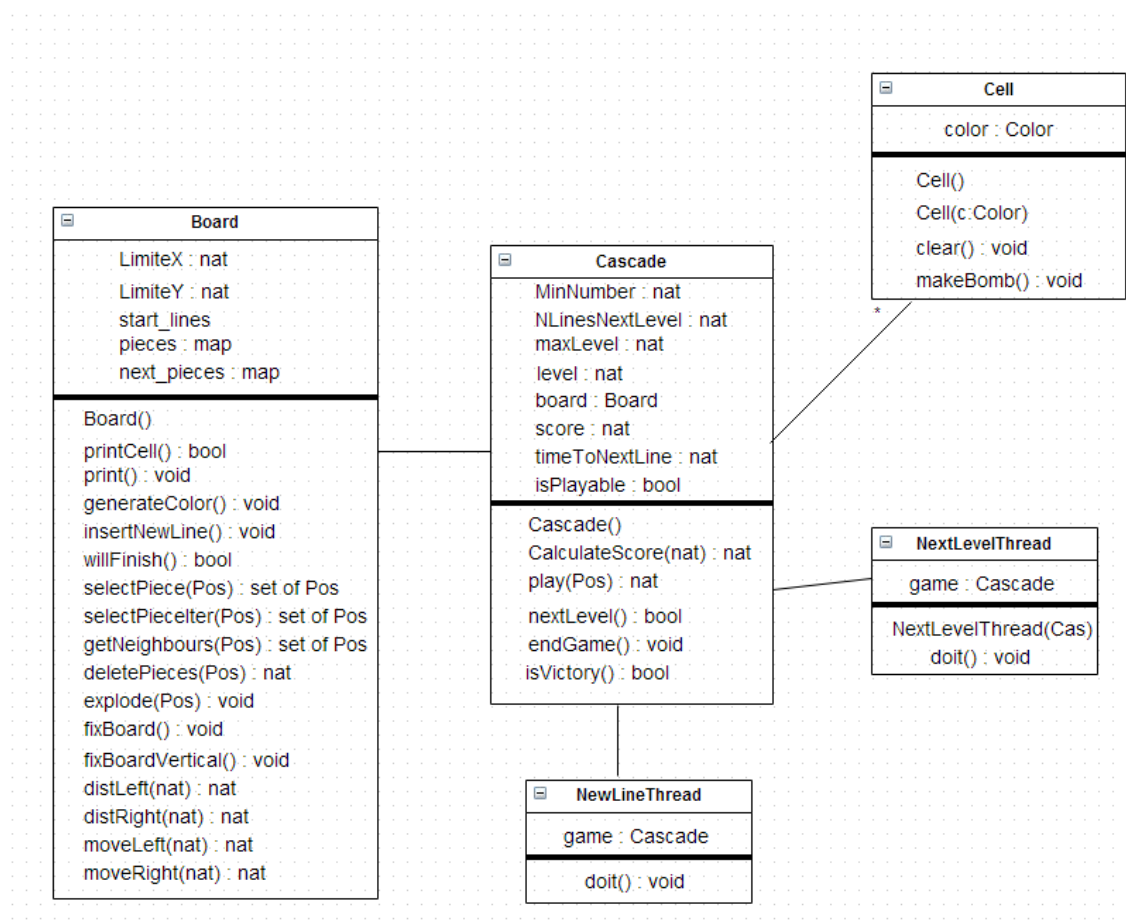 Board
LimiteX : nat
LimiteY : nat
start_lines
pieces : map
next_pieces : map
Board()
printCell() : bool
print() : void
generateColor() : void
insertNewLine() : void
willFinish() : bool
selectPiece(Pos) : set of Pos
selectPieceIter(Pos) : set of Pos
getNeighbours(Pos) : set of Pos
deletePieces(Pos) : nat
explode(Pos) : void
fixBoard() : void
fixBoardVertical() : void
distLeft(nat) : nat
distRight(nat) : nat
moveLeft(nat) : nat
moveRight(nat) : nat
Cascade
MinNumber : nat
NLinesNextLevel : nat
maxLevel : nat
level : nat
board : Board
score : nat
timeToNextLine : nat
isPlayable : bool
Cascade()
CalculateScore(nat) : nat
play(Pos) : nat
nextLevel() : bool
endGame() : void
isVictory() : bool
Cell
color : Color
Cell()
Cell(c:Color)
clear() : void
makeBomb() : void
*
NextLevelThread
game : Cascade
NextLevelThread(Cas)
doit() : void
NewLineThread
game : Cascade
doit() : void